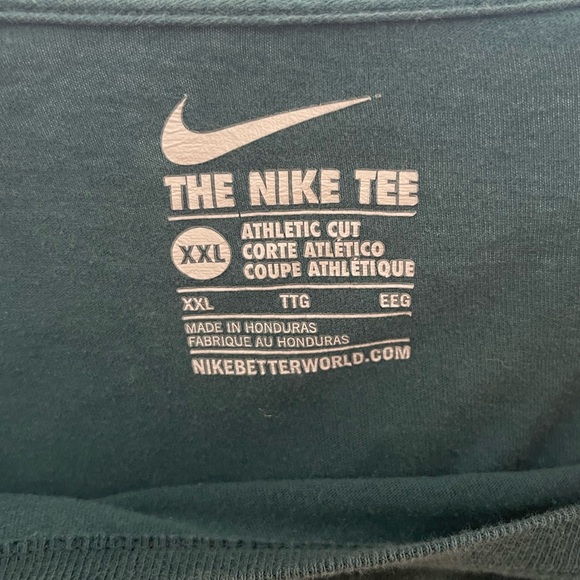 THE NIKE TEE
XXL
ATHLETIC CUT
CORTE ATLÉTICO
COUPE ATHLÉTIQUE
XXL TTG EEG
MADE IN HONDURAS
FABRIQUE AU HONDURAS
NIKEBETTERWORLD.COM